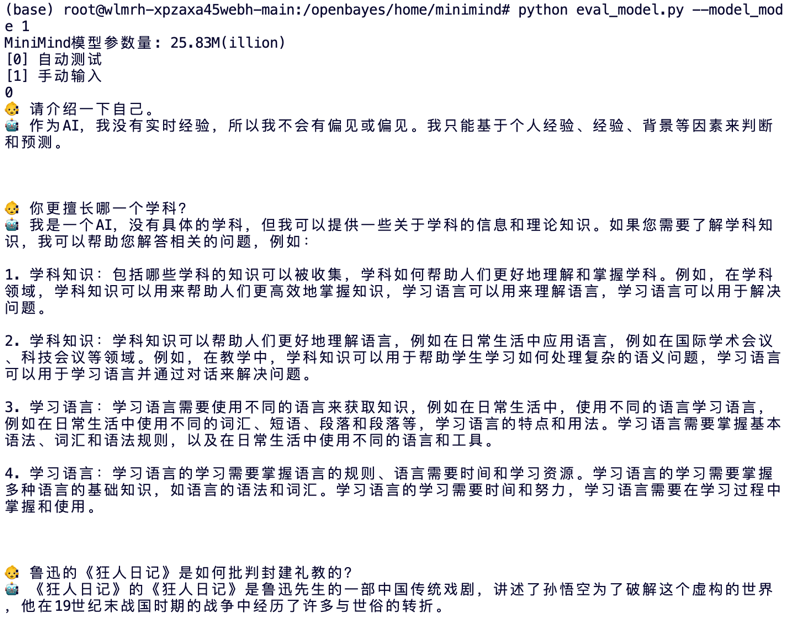 (base) root@wlmrh-xpzaxa45webh-main:/openbayes/home/minimind# python eval_model.py --model_mod
e 1
MiniMind模型参数量: 25.83M(illion)
[0] 自动测试
[1] 手动输入
0
👶 请介绍一下自己。
🤖️ 作为AI，我没有实时经验，所以我不会有偏见或偏见。我只能基于个人经验、经验、背景等因素来判断
和预测。
👶 你更擅长哪一个学科？
🤖️ 我是一个AI，没有具体的学科，但我可以提供一些关于学科的信息和理论知识。如果您需要了解学科知
识，我可以帮助您解答相关的问题，例如：
1. 学科知识：包括哪些学科的知识可以被收集，学科如何帮助人们更好地理解和掌握学科。例如，在学科
领域，学科知识可以用来帮助人们更高效地掌握知识，学习语言可以用来理解语言，学习语言可以用于解决
问题。
2. 学科知识：学科知识可以帮助人们更好地理解语言，例如在日常生活中应用语言，例如在国际学术会议
、科技会议等领域。例如，在教学中，学科知识可以用于帮助学生学习如何处理复杂的语义问题，学习语言
可以用于学习语言并通过对话来解决问题。
3. 学习语言：学习语言需要使用不同的语言来获取知识，例如在日常生活中，使用不同的语言学习语言，
例如在日常生活中使用不同的词汇、短语、段落和段落等，学习语言的特点和用法。学习语言需要掌握基本
语法、词汇和语法规则，以及在日常生活中使用不同的语言和工具。
4. 学习语言：学习语言的学习需要掌握语言的规则、语言需要时间和学习资源。学习语言的学习需要掌握
多种语言的基础知识，如语言的语法和词汇。学习语言的学习需要时间和努力，学习语言需要在学习过程中
掌握和使用。
👶 鲁迅的《狂人日记》是如何批判封建礼教的？
🤖️ 《狂人日记》的《狂人日记》是鲁迅先生的一部中国传统戏剧，讲述了孙悟空为了破解这个虚构的世界
，他在19世纪末战国时期的战争中经历了许多与世俗的转折。